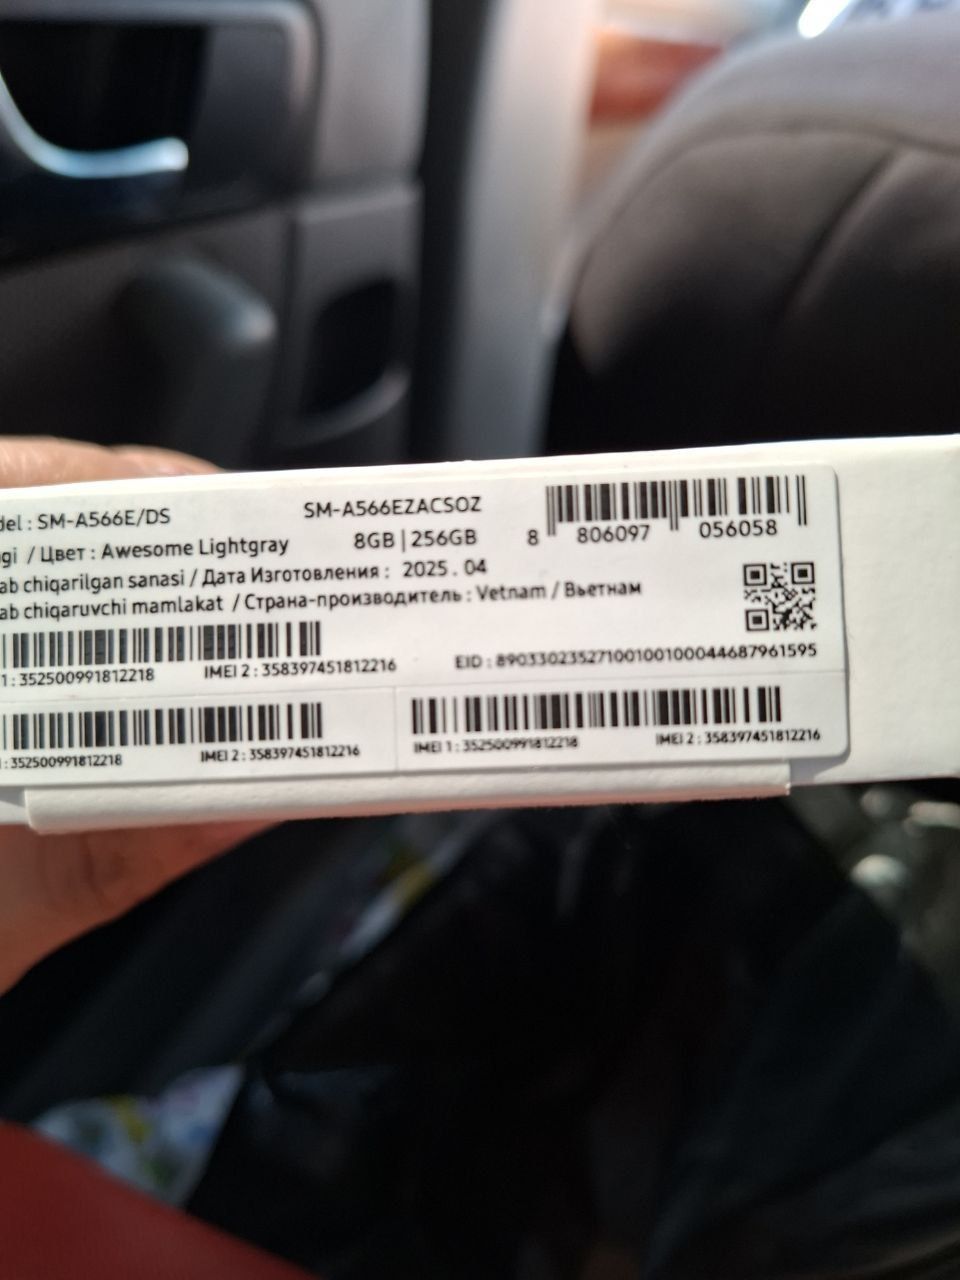 del : SM-A566E/DS SM-A566EZACSOZ
gi / Цвет : Awesome Lightgray 8GB | 256GB
8 806097 056058
ab chiqarilgan sanasi / Дата Изготовления : 2025 . 04
ab chiqaruvchi mamlakat / Страна-производитель : Vetnam / Вьетнам
1 : 352500991812218 IMEI 2 : 358397451812216 EID : 89033023527100100100044687961595
: 352500991812218 IMEI 2 : 358397451812216
IMEI 1 : 352500991812218 IMEI 2 : 358397451812216